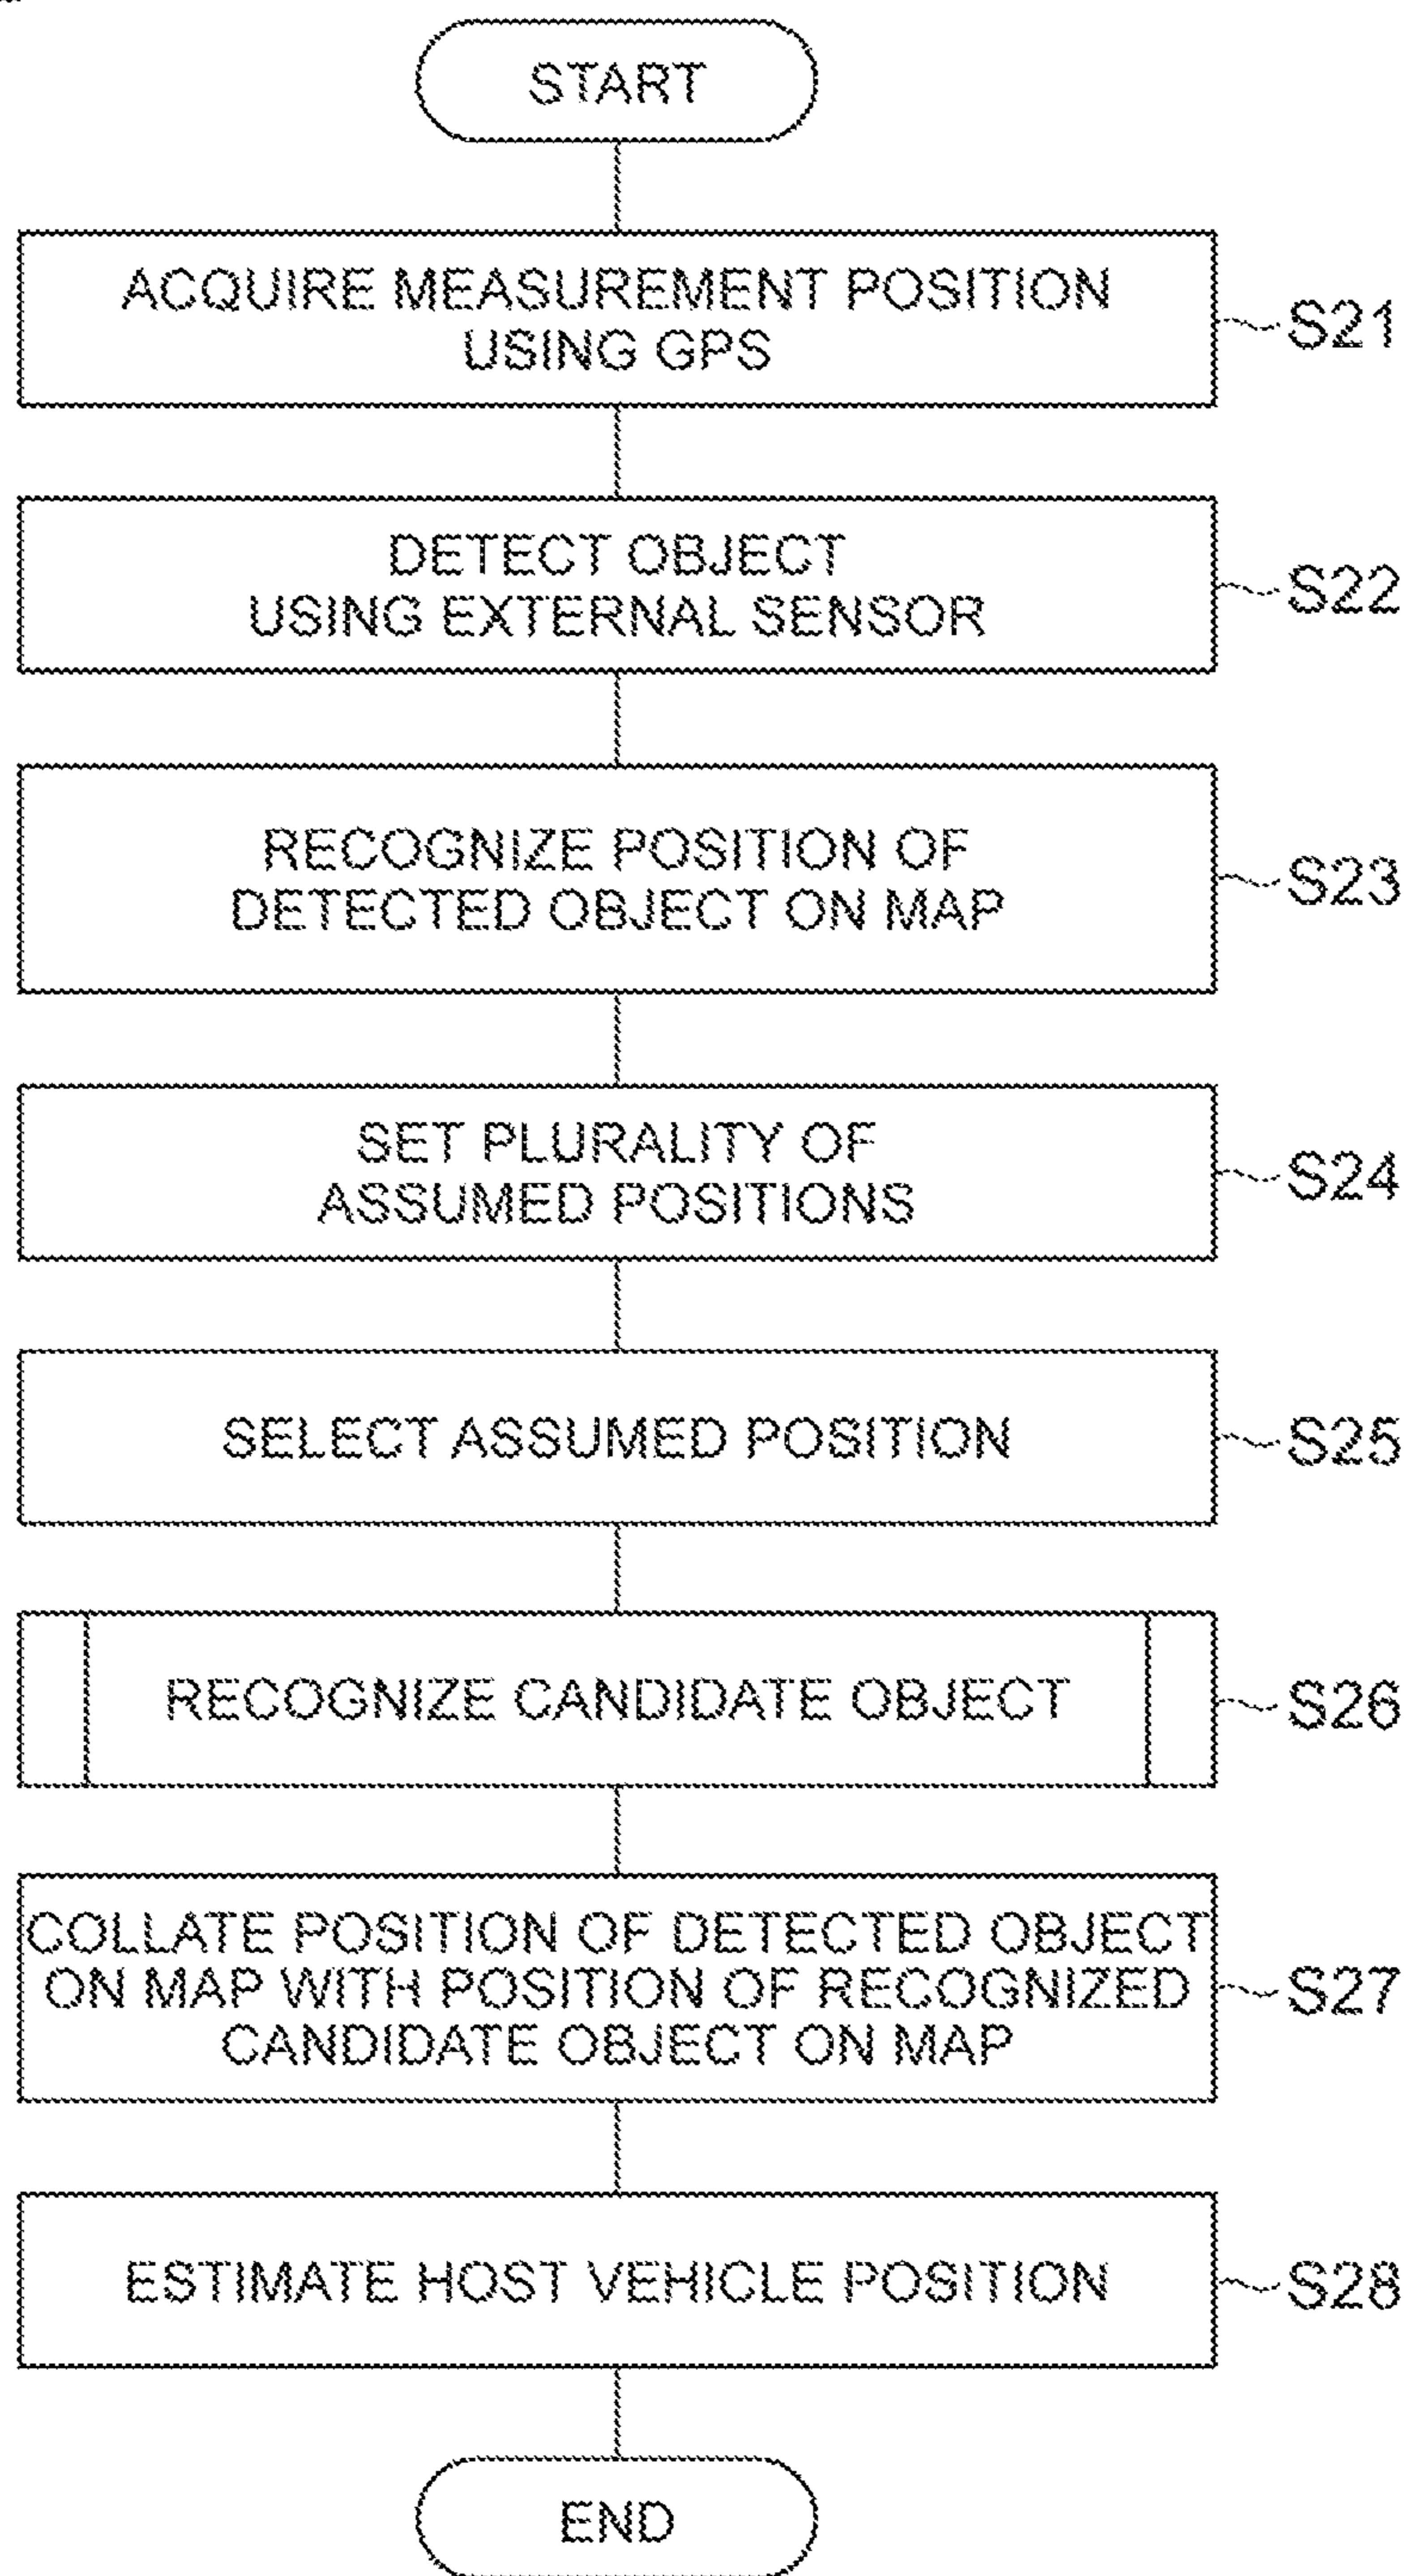 START
ACQUIRE MEASUREMENT POSITION
USING GPS
S21
DETECT OBJECT
USING EXTERNAL SENSOR
S22
RECOGNIZE POSITION OF
DETECTED OBJECT ON MAP
S23
SET PLURALITY OF
ASSUMED POSITIONS
S24
SELECT ASSUMED POSITION
S25
RECOGNIZE CANDIDATE OBJECT
S26
COLLATE POSITION OF DETECTED OBJECT
ON MAP WITH POSITION OF RECOGNIZED
CANDIDATE OBJECT ON MAP
S27
ESTIMATE HOST VEHICLE POSITION
S28
END